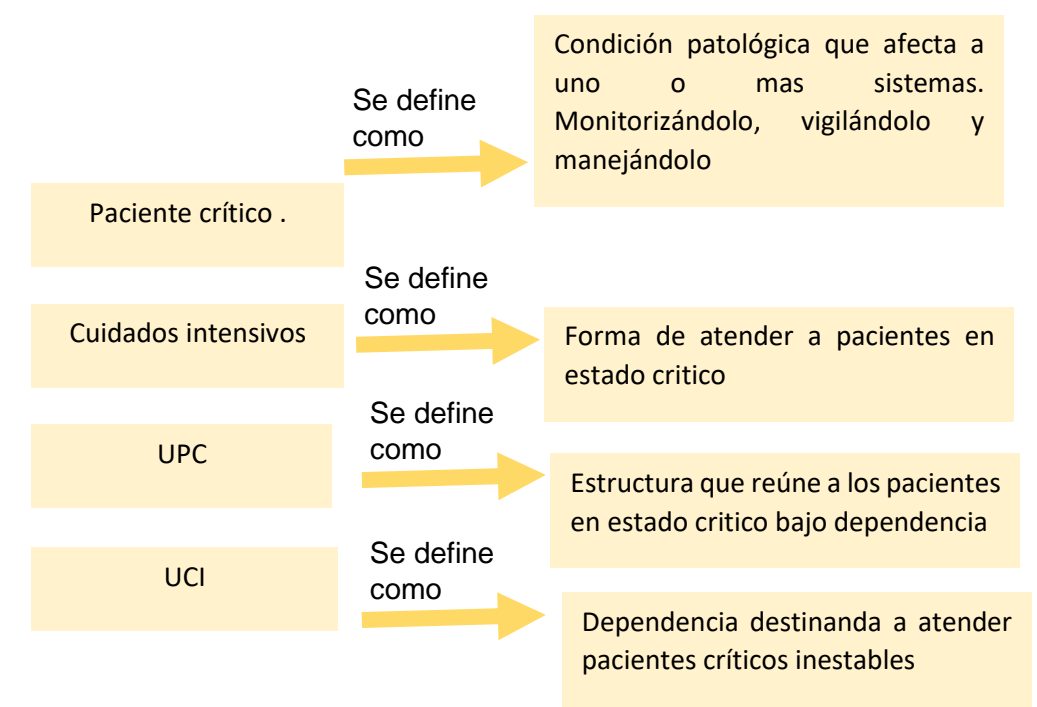 Condición patológica que afecta a
uno o mas sistemas.
Monitorizándolo, vigilándolo y
manejándolo
Se define
como
Paciente crítico .
Se define
como
Cuidados intensivos
Forma de atender a pacientes en
estado critico
Se define
como
UPC
Estructura que reúne a los pacientes
en estado critico bajo dependencia
Se define
como
UCI
Dependencia destinanda a atender
pacientes críticos inestables